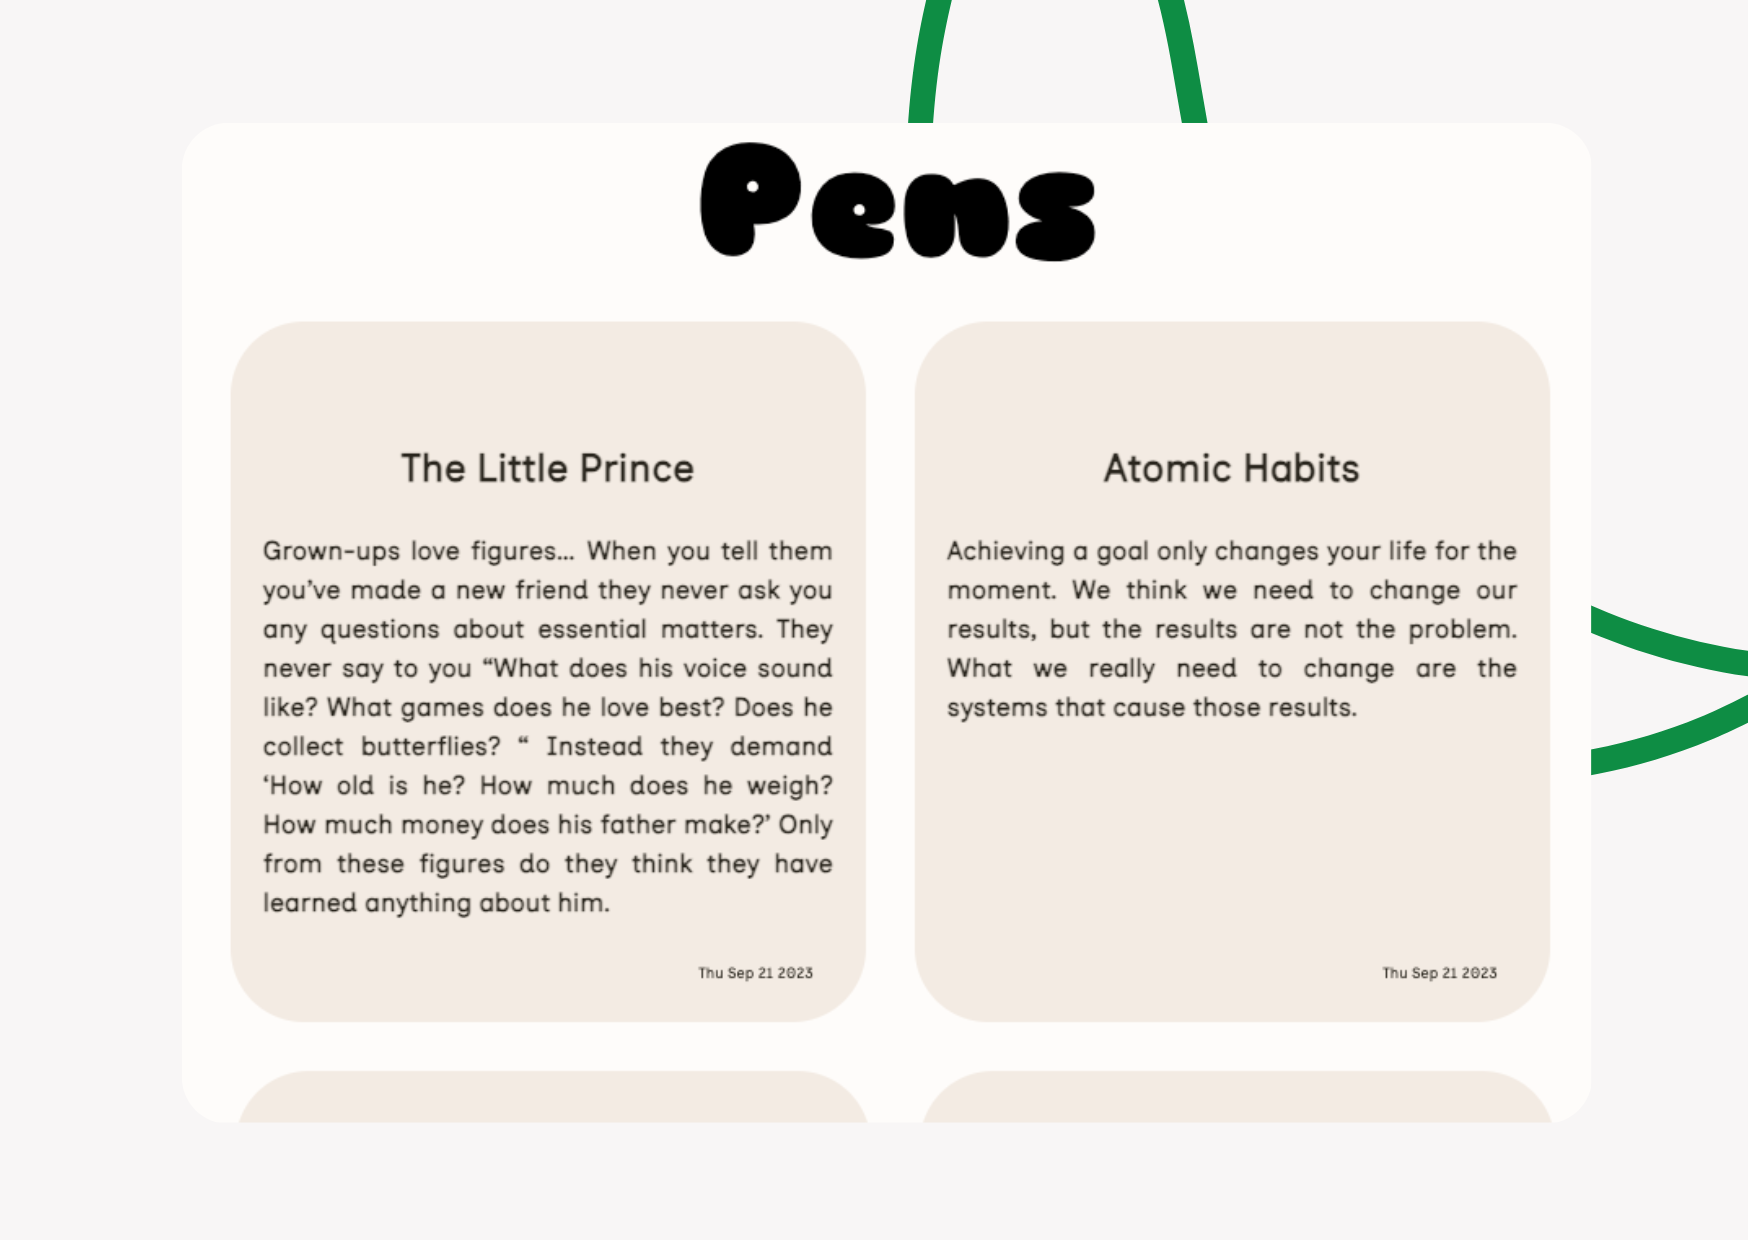 Pens
The Little Prince
Grown-ups love figures... When you tell them
you’ve made a new friend they never ask you
any questions about essential matters. They
never say to you “What does his voice sound
like? What games does he love best? Does he
collect butterflies? “ Instead they demand
‘How old is he? How much does he weigh?
How much money does his father make?’ Only
from these figures do they think they have
learned anything about him.
Thu Sep 21 2023
Atomic Habits
Achieving a goal only changes your life for the
moment. We think we need to change our
results, but the results are not the problem.
What we really need to change are the
systems that cause those results.
Thu Sep 21 2023